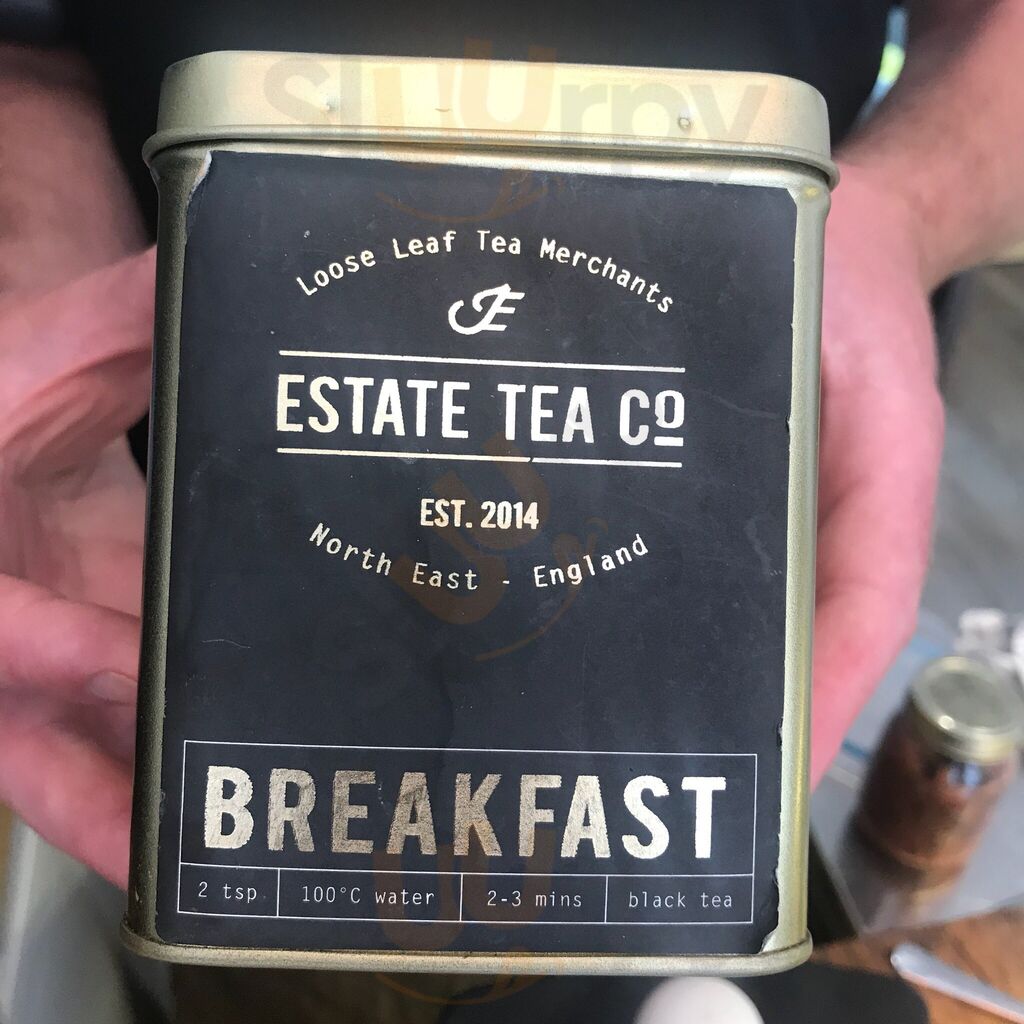 Sluurpy
Loose Leaf Tea Merchants
E
ESTATE TEA Cº
EST. 2014
North East - England
BREAKFAST
2 tsp 100°C water 2-3 mins black tea